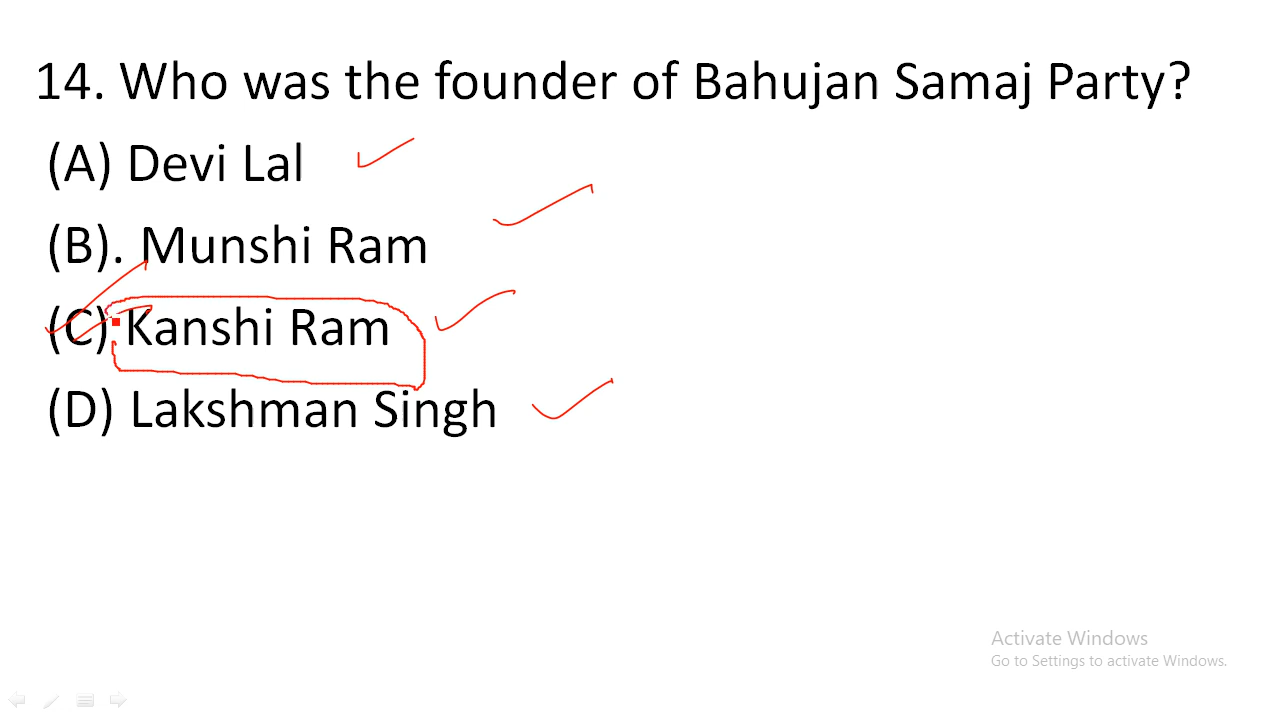 14. Who was the founder of Bahujan Samaj Party?
(A) Devi Lal
(B). Munshi Ram
(C) Kanshi Ram
(D) Lakshman Singh
Activate Windows
Go to Settings to activate Windows.